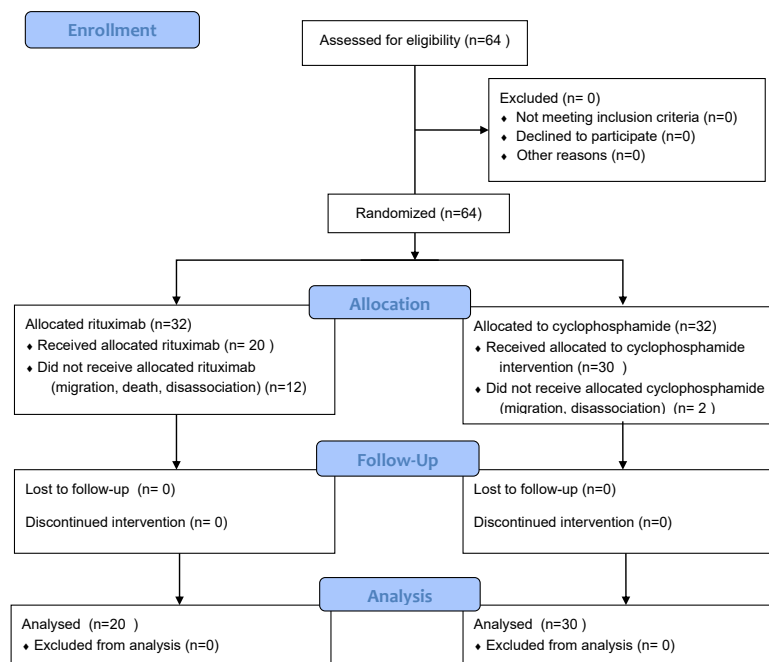 Enrollment
Assessed for eligibility (n=64 )
Excluded (n= 0)
♦ Not meeting inclusion criteria (n=0)
♦ Declined to participate (n=0)
♦ Other reasons (n=0)
Randomized (n=64)
Allocation
Allocated rituximab (n=32)
♦ Received allocated rituximab (n= 20 )
♦ Did not receive allocated rituximab
(migration, death, disassociation) (n=12)
Allocated to cyclophosphamide (n=32)
♦ Received allocated to cyclophosphamide
intervention (n=30 )
♦ Did not receive allocated cyclophosphamide
(migration, disassociation) (n= 2 )
Follow-Up
Lost to follow-up (n= 0)
Discontinued intervention (n= 0)
Lost to follow-up (n=0)
Discontinued intervention (n=0)
Analysis
Analysed (n=20 )
♦ Excluded from analysis (n=0)
Analysed (n=30 )
♦ Excluded from analysis (n= 0)